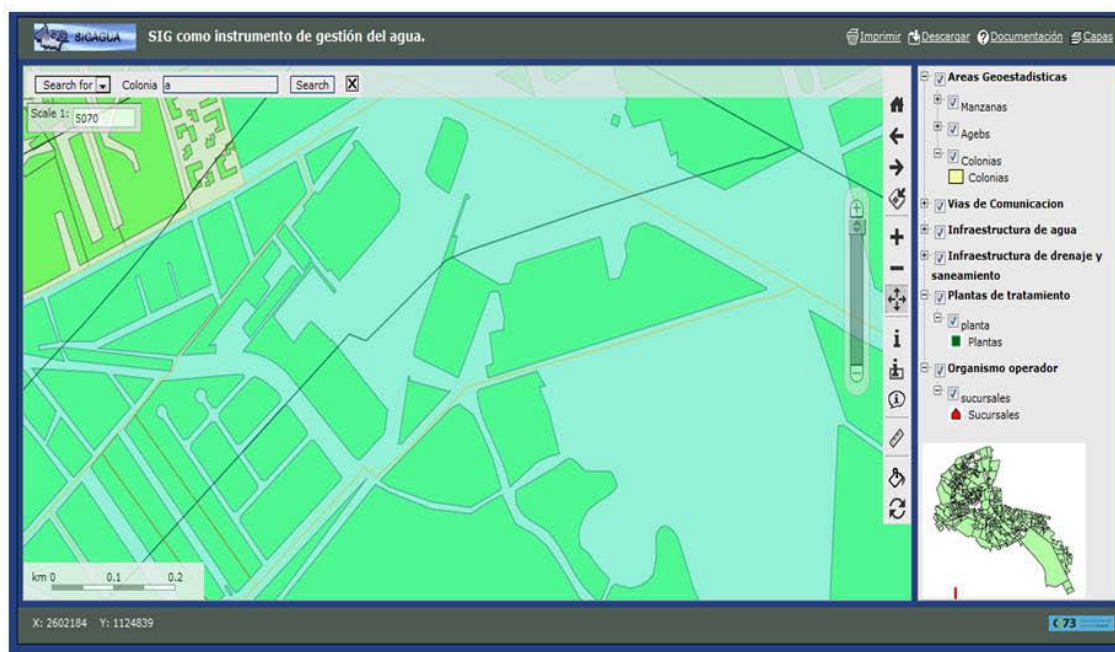 SIGAGUA
SIG como instrumento de gestión del agua.
Imprimir Descargar Documentación Capas
Search for Colonia a Search X
Scale 1: 5070
Areas Geoestadisticas
Manzanas
Agebs
Colonias
Colonias
Vias de Comunicacion
Infraestructura de agua
Infraestructura de drenaje y
saneamiento
Plantas de tratamiento
planta
Plantas
Organismo operador
sucursales
Sucursales
km 0 0.1 0.2
X: 2602184 Y: 1124839
73